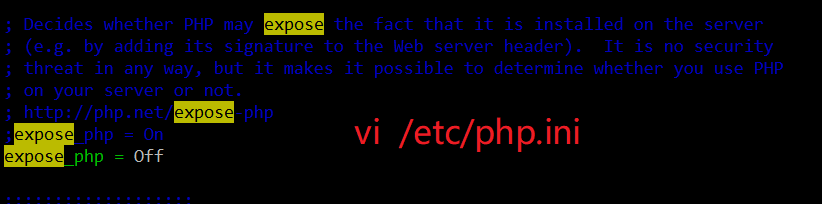 ; Decides whether PHP may expose the fact that it is installed on the server
; (e.g. by adding its signature to the Web server header).  It is no security
; threat in any way, but it makes it possible to determine whether you use PHP
; on your server or not.
; http://php.net/expose-php
;expose_php = On
expose_php = Off
vi /etc/php.ini
;;;;;;;;;;;;;;;;;;;